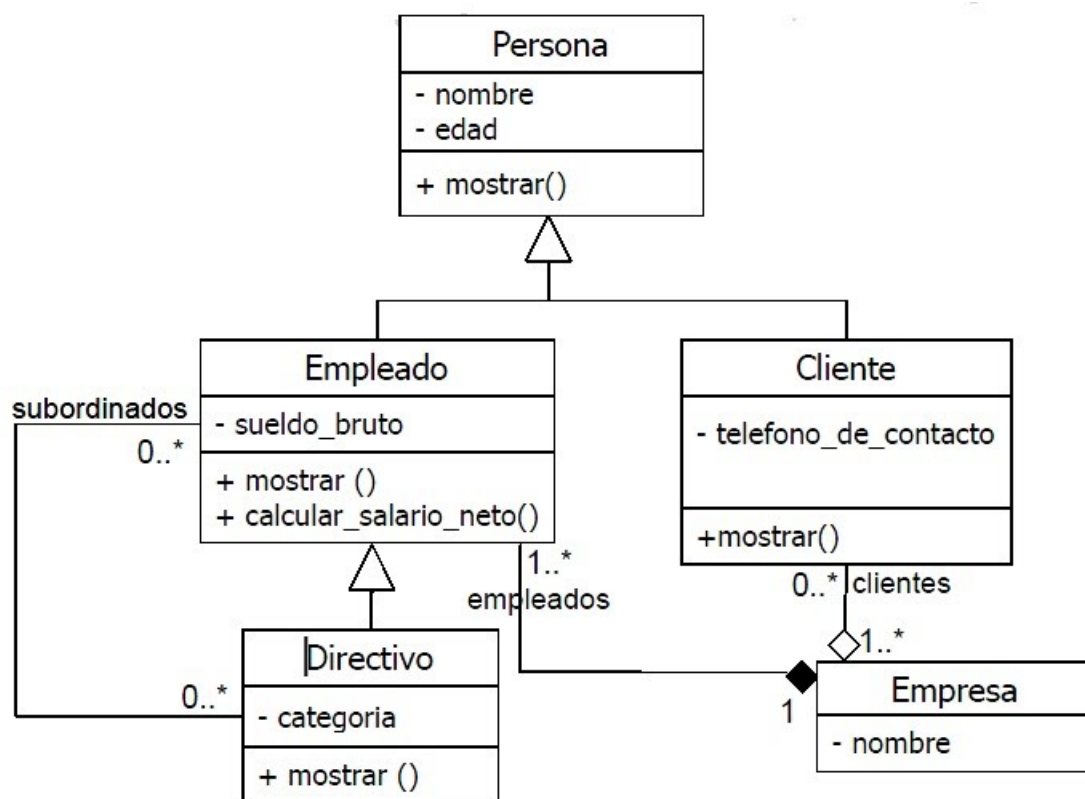 Persona
- nombre
- edad
+ mostrar()
Empleado
- sueldo_bruto
+ mostrar ()
+ calcular_salario_neto()
Cliente
- telefono_de_contacto
+mostrar()
subordinados
0..*
1..*
empleados
0..* clientes
1..*
Directivo
- categoria
+ mostrar ()
0..*
1
Empresa
- nombre